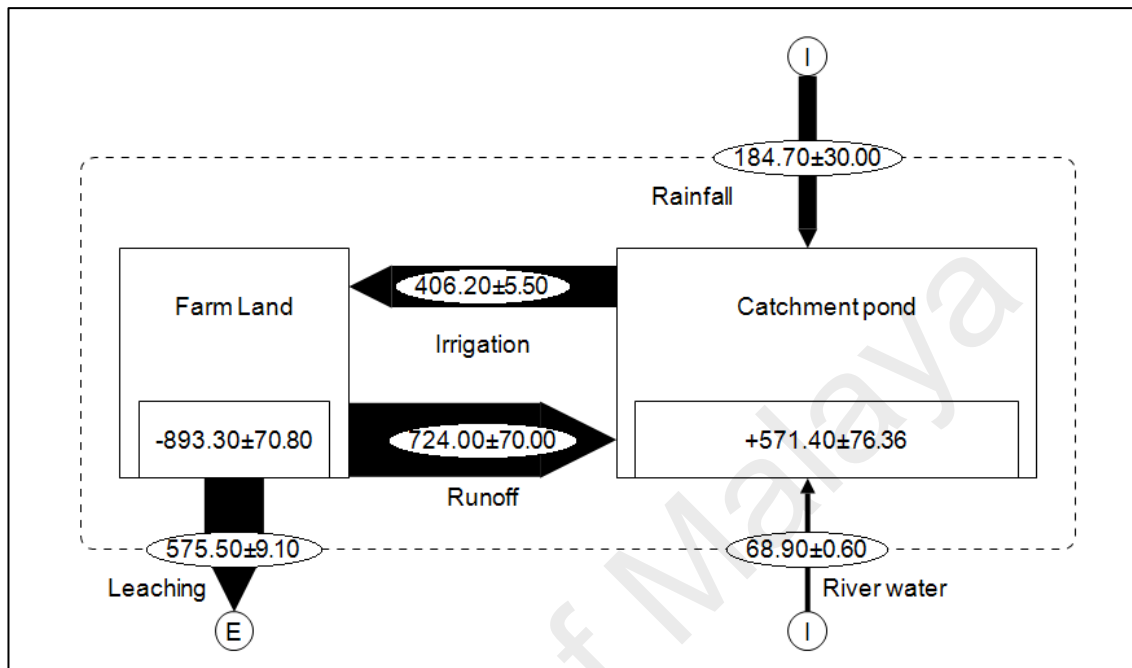 I
184.70±30.00
Rainfall
406.20±5.50
Farm Land
Catchment pond
Irrigation
-893.30±70.80
724.00±70.00
+571.40±76.36
Runoff
575.50±9.10
68.90±0.60
Leaching
River water
E
I
f Malaya